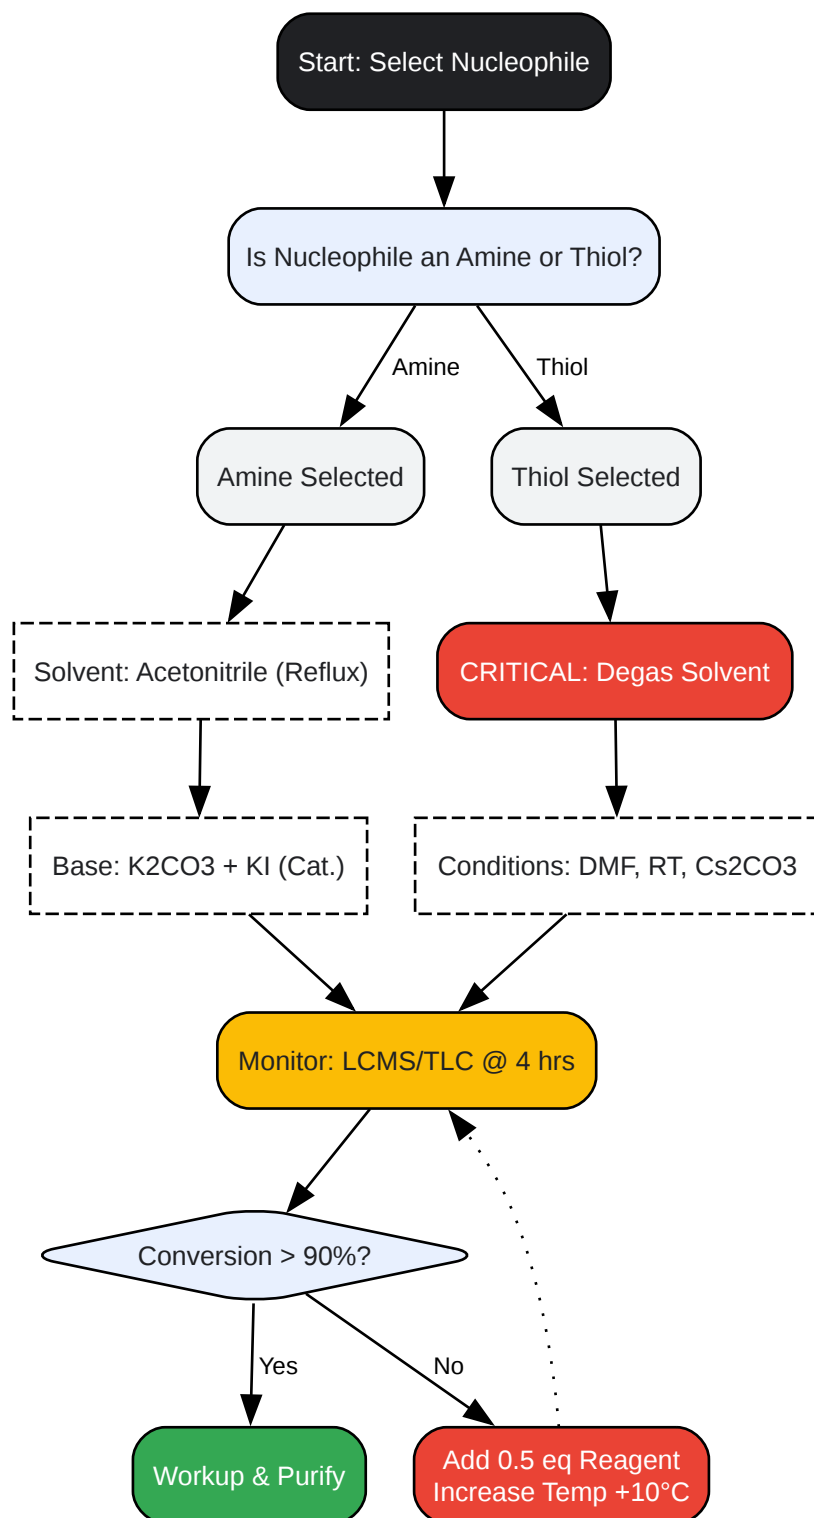 Start: Select Nucleophile
Is Nucleophile an Amine or Thiol?
Amine
Thiol
Amine Selected
Thiol Selected
Solvent: Acetonitrile (Reflux)
CRITICAL: Degas Solvent
Base: K2CO3 + KI (Cat.)
Conditions: DMF, RT, Cs2CO3
Monitor: LCMS/TLC @ 4 hrs
Conversion > 90%?
Yes
No
Workup & Purify
Add 0.5 eq Reagent
Increase Temp +10°C